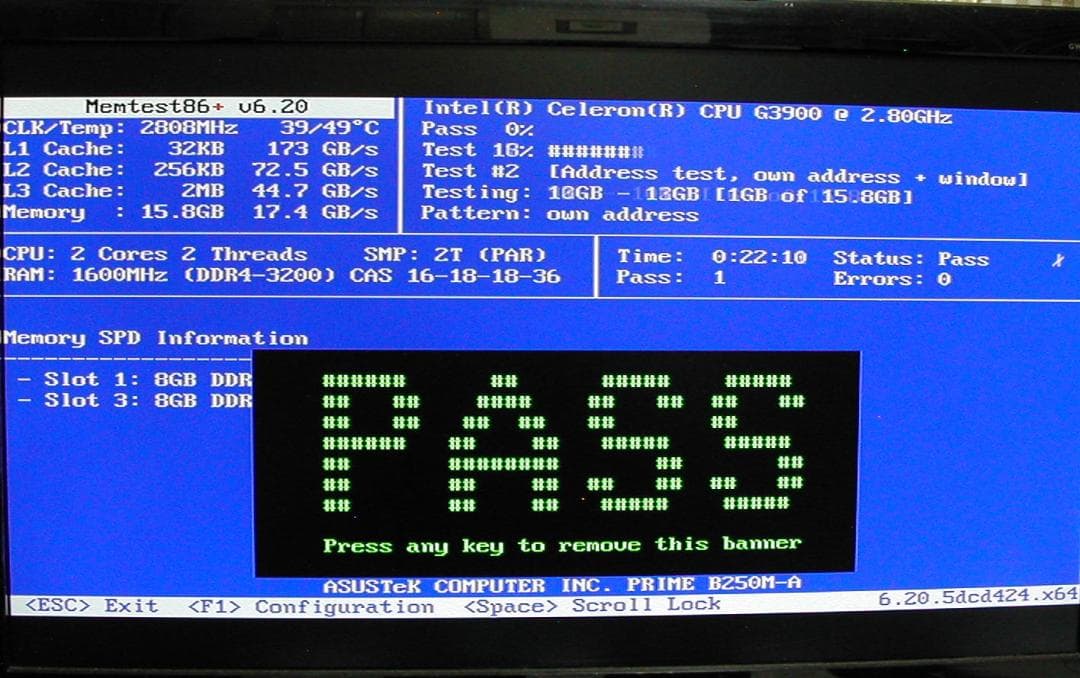 Memtest86+ v6.20
Intel(R) Celeron(R) CPU G3900 @ 2.80GHz
CLK/Temp: 2808MHz 39/49°C
Pass 0%
L1 Cache: 32KB 173 GB/s
Test
L2 Cache: 256KB 72.5 GB/s
Test #2 [Address test, own address + window]
L3 Cache: 2MB 44.7 GB/s
Testing: [1GB of 15.8GB]
Memory : 15.8GB 17.4 GB/s
Pattern: own address
CPU: 2 Cores 2 Threads SMP: 2T (PAR)
Time: 0:22:10 Status: Pass
RAM: 1600MHz (DDR4-3200) CAS 16-18-18-36
Pass: 1 Errors: 0
Memory SPD Information
- Slot 1: 8GB DDR
- Slot 3: 8GB DDR
PASS
Press any key to remove this banner
ASUSTeK COMPUTER INC. PRIME B250M-A
<ESC> Exit <F1> Configuration <Space> Scroll Lock 6.20.5dcd424.x64